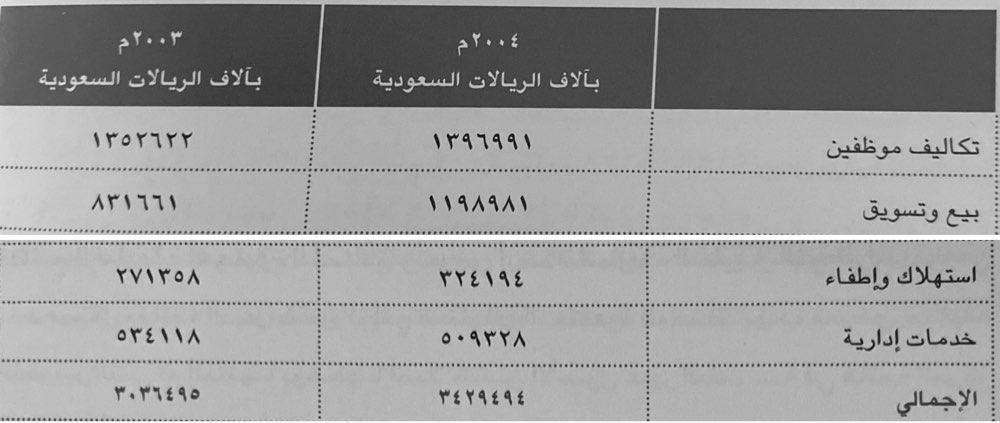 ٢٠٠٤م ٢٠٠٣م
بآلاف الريالات السعودية بآلاف الريالات السعودية
تكاليف موظفين ١٣٩٦٩٩١ ١٣٥٢٦٢٢
بيع وتسويق ١١٩٨٩٨١ ٨٣١٦٦١
استهلاك وإطفاء ٣٢٤١٩٤ ٢٧١٣٥٨
خدمات إدارية ٥٠٩٣٢٨ ٥٣٤١١٨
الإجمالي ٣٤٢٩٤٩٤ ٣٠٣٦٤٩٥